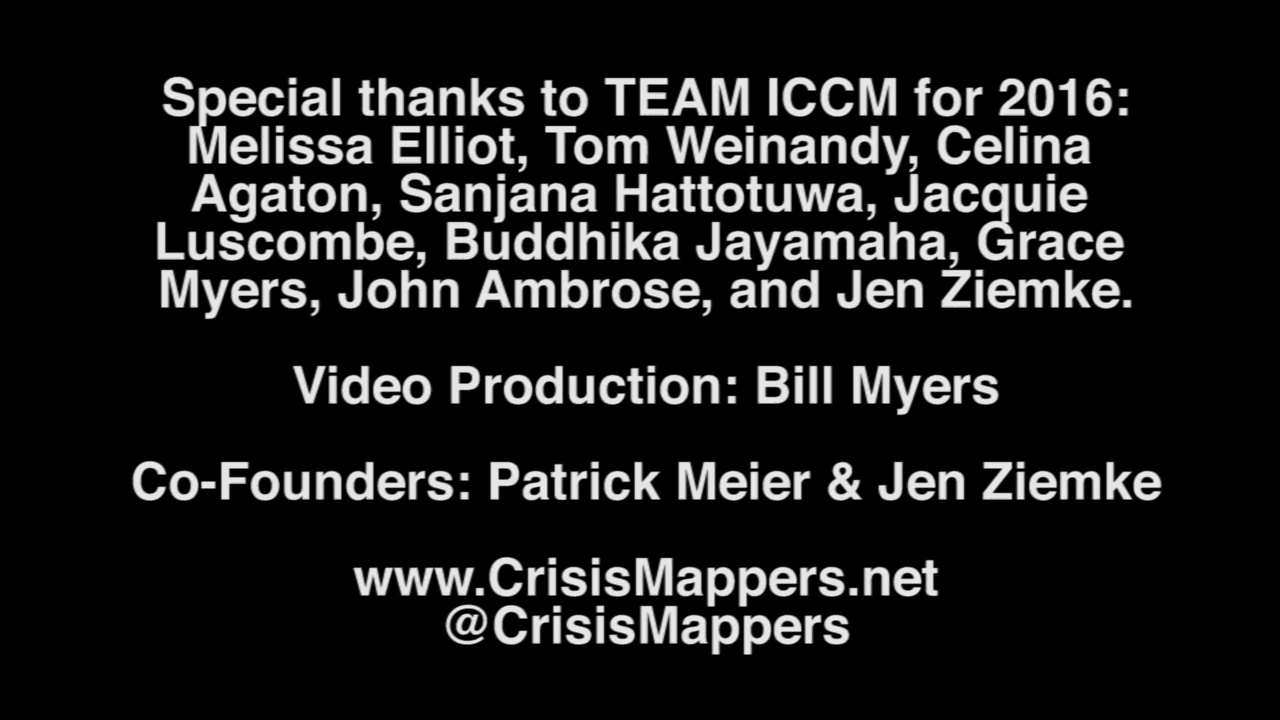 Special thanks to TEAM ICCM for 2016:
Melissa Elliot, Tom Weinandy, Celina
Agaton, Sanjana Hattotuwa, Jacquie
Luscombe, Buddhika Jayamaha, Grace
Myers, John Ambrose, and Jen Ziemke.
Video Production: Bill Myers
Co-Founders: Patrick Meier & Jen Ziemke
www.CrisisMappers.net
@CrisisMappers